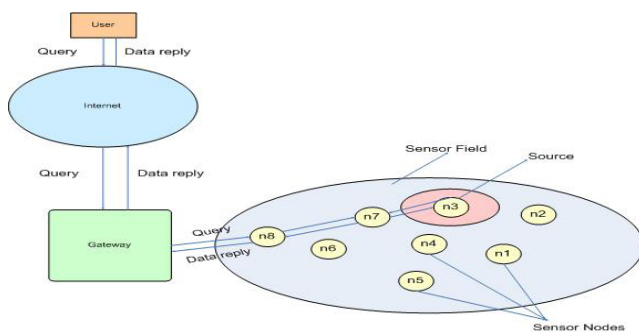 User
Query
Data reply
Internet
Query
Data reply
Gateway
Query
Data reply
Sensor Field
Source
n3
n7
n2
n8
n6
n4
n1
n5
Sensor Nodes